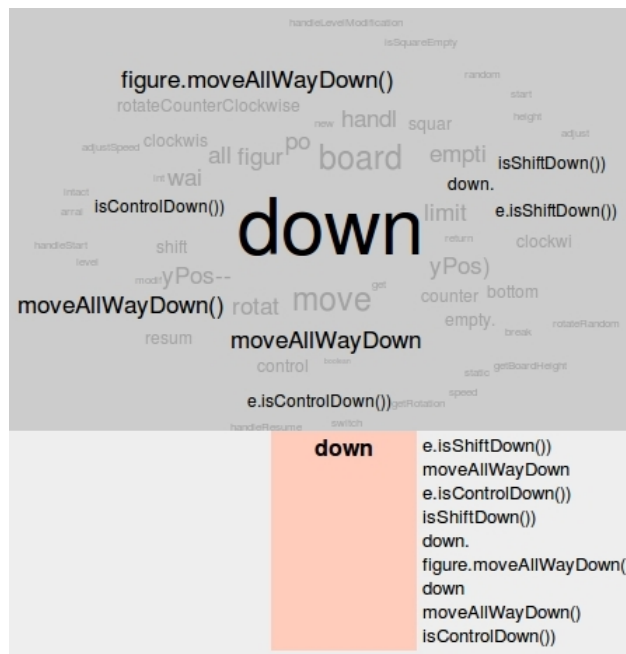 handleLevelModification
isSquareEmpty
figure.moveAllWayDown()
random
rotateCounterClockwise
start
new handl squar
height
adjustSpeed clockwis
po
adjust
all figur board empti
isShiftDown())
int wai
down.
Intact
isControlDown())
arrai
down
limit
e.isShiftDown())
handleStart
shift
return
clockwi
level
modif yPos--
yPos)
get
moveAllWayDown() rotat move
counter bottom
empty.
rotateRandom
resum
moveAllWayDown
break
control
boolean
getBoardHeight
static
speed
e.isControlDown()) getRotation
handleResume
switch
down
e.isShiftDown())
moveAllWayDown
e.isControlDown())
isShiftDown())
down.
figure.moveAllWayDown(
down
moveAllWayDown()
isControlDown())